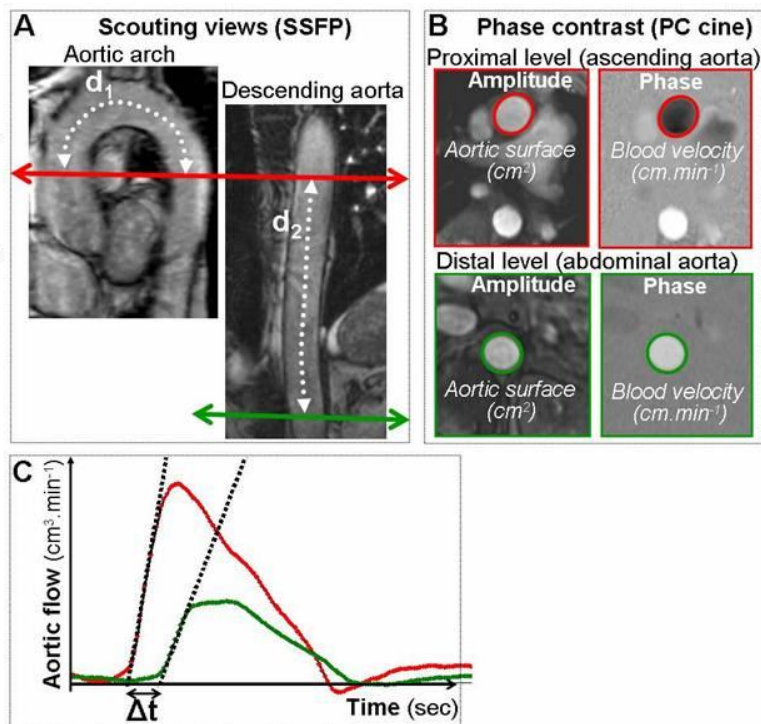 A Scouting views (SSFP)
Aortic arch
d1
Descending aorta
d2
B Phase contrast (PC cine)
Proximal level (ascending aorta)
Amplitude
Aortic surface
(cm²)
Phase
Blood velocity
(cm.min⁻¹)
Distal level (abdominal aorta)
Amplitude
Aortic surface
(cm²)
Phase
Blood velocity
(cm.min⁻¹)
C
Aortic flow (cm³.min⁻¹)
Δt
Time (sec)